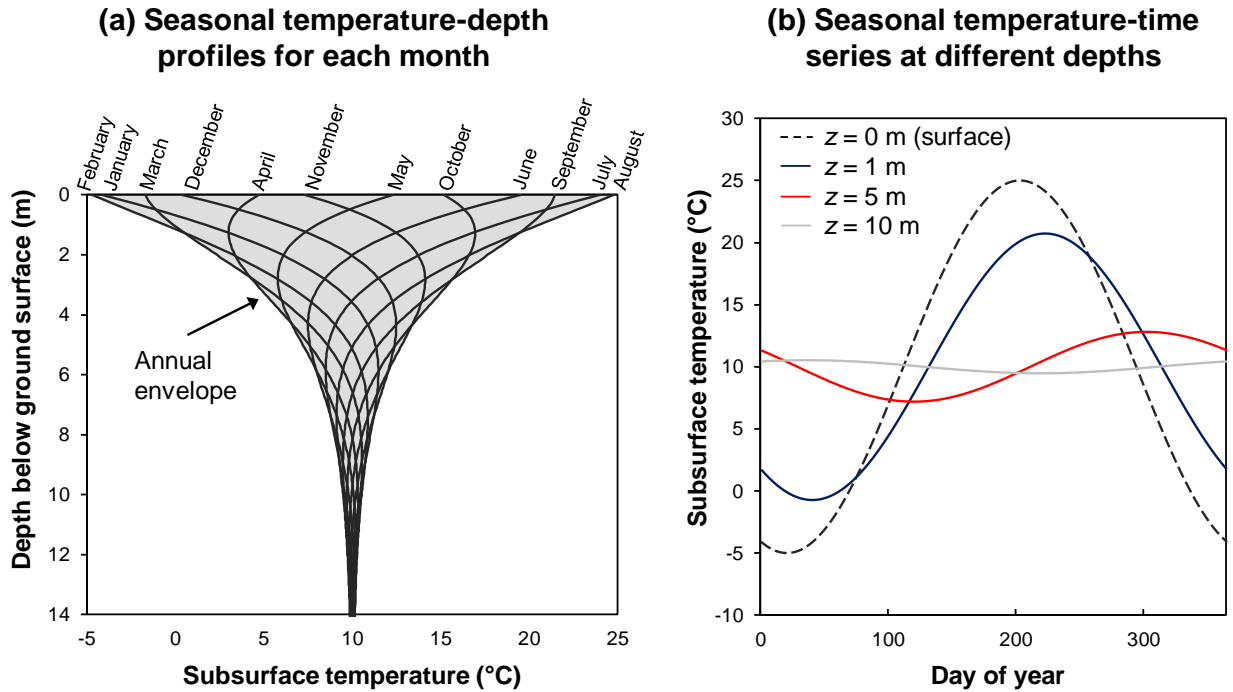 (a) Seasonal temperature-depth
profiles for each month
February
January
March
December
April
November
May
October
June
September
July
August
0
2
4
6
8
10
12
14
Depth below ground surface (m)
Annual
envelope
-5
0
5
10
15
20
25
Subsurface temperature (°C)
(b) Seasonal temperature-time
series at different depths
30
25
20
15
10
5
0
-5
-10
Subsurface temperature (°C)
z = 0 m (surface)
z = 1 m
z = 5 m
z = 10 m
0
100
200
300
Day of year